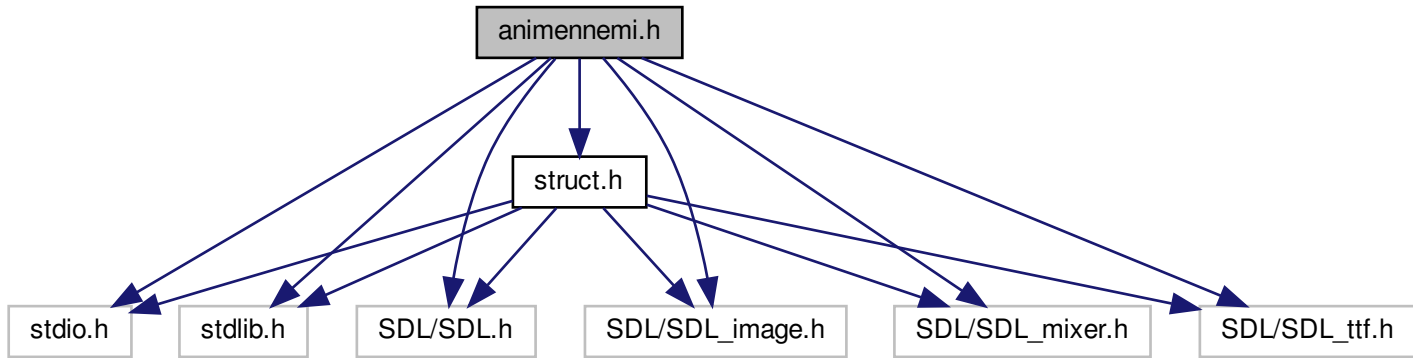 animennemi.h
struct.h
stdio.h
stdlib.h
SDL/SDL.h
SDL/SDL_image.h
SDL/SDL_mixer.h
SDL/SDL_ttf.h